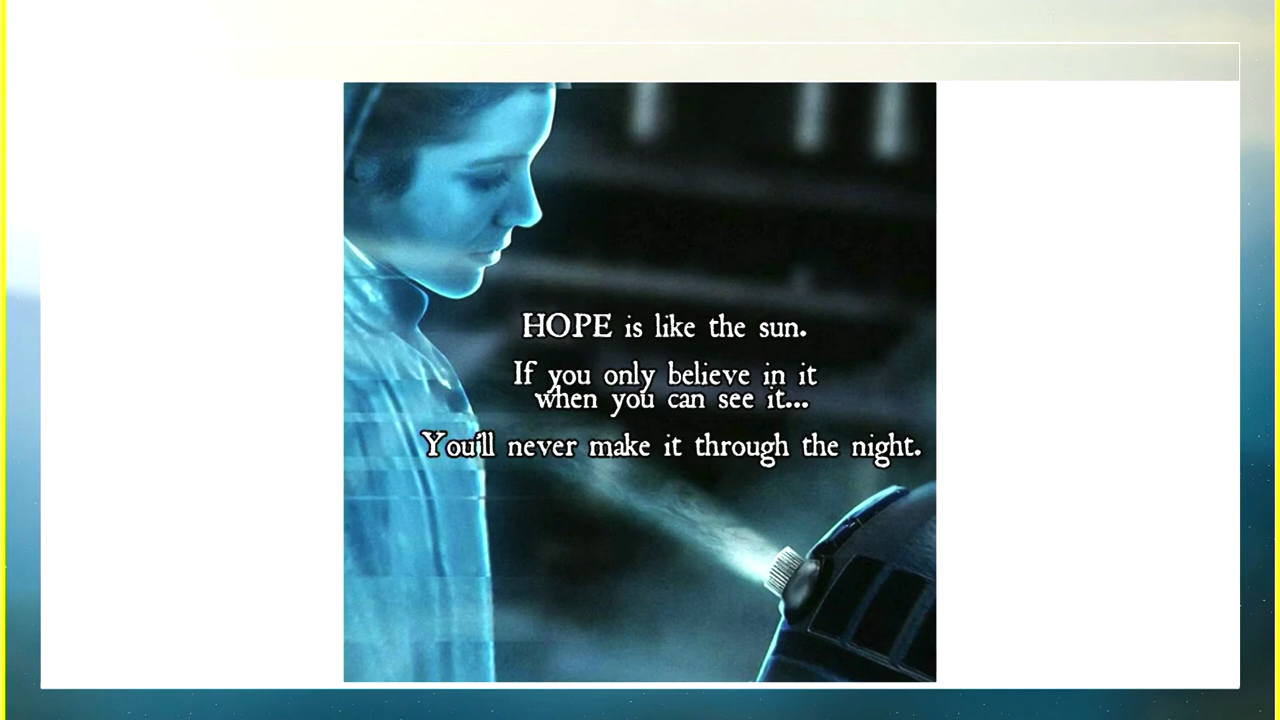 HOPE is like the sun.
If you only believe in it
when you can see it...
You'll never make it through the night.